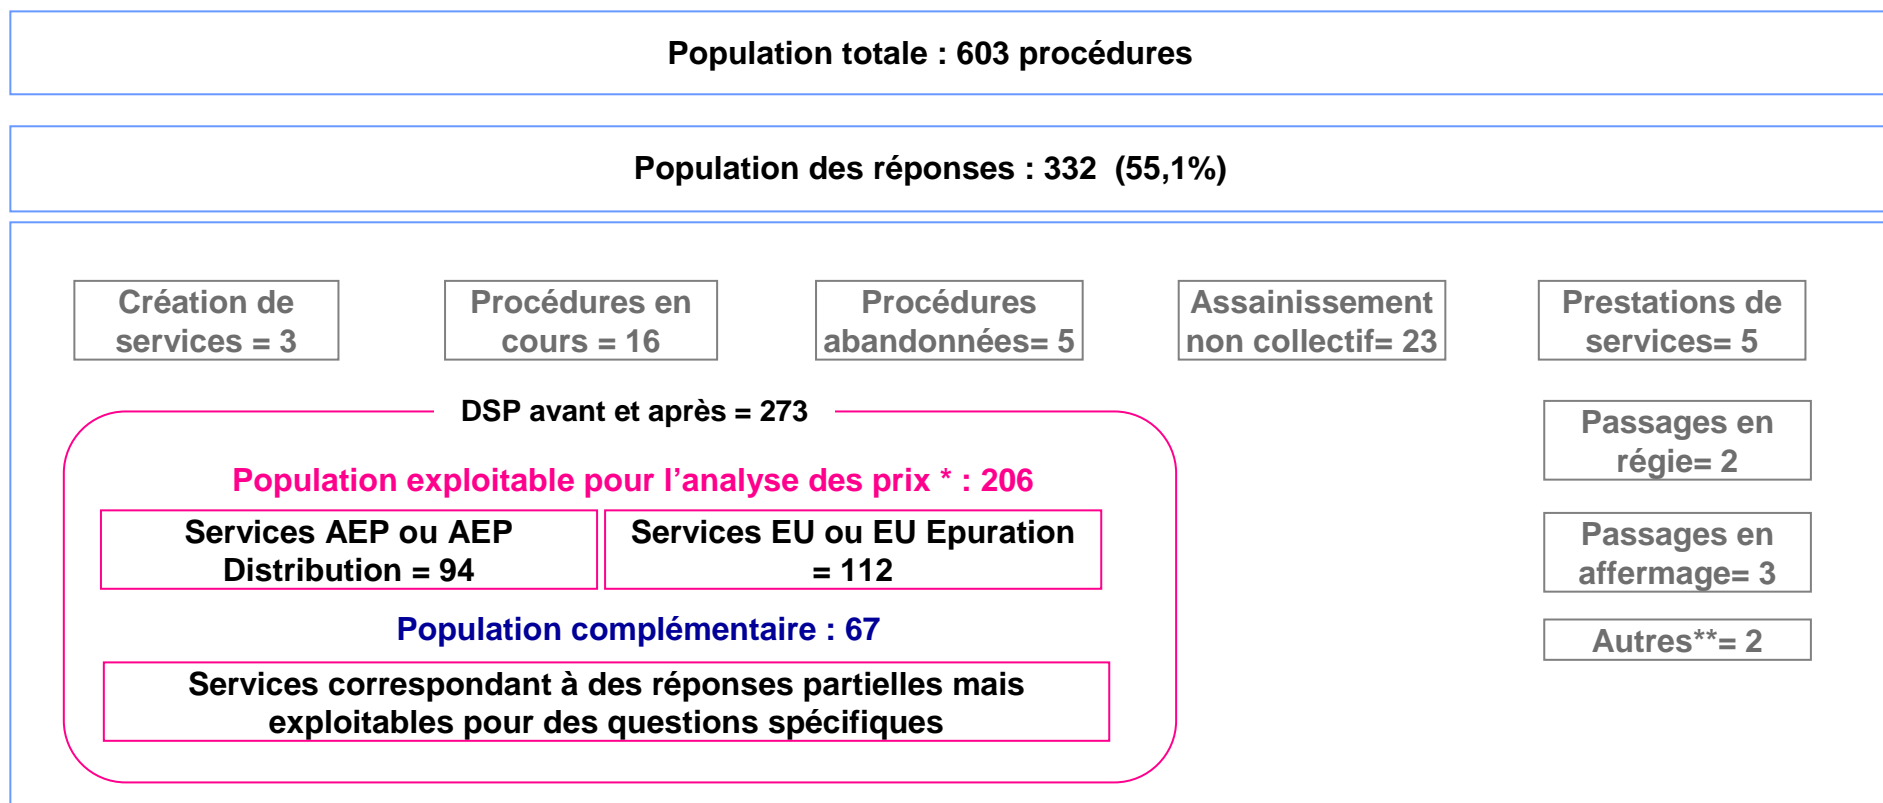 Population totale : 603 procédures
Population des réponses : 332 (55,1%)
Création de
services = 3
Procédures en
cours = 16
Procédures
abandonnées= 5
Assainissement
non collectif= 23
Prestations de
services= 5
DSP avant et après = 273
Population exploitable pour l’analyse des prix * : 206
Services AEP ou AEP
Distribution = 94
Services EU ou EU Epuration
= 112
Population complémentaire : 67
Services correspondant à des réponses partielles mais
exploitables pour des questions spécifiques
Passages en
régie= 2
Passages en
affermage= 3
Autres**= 2